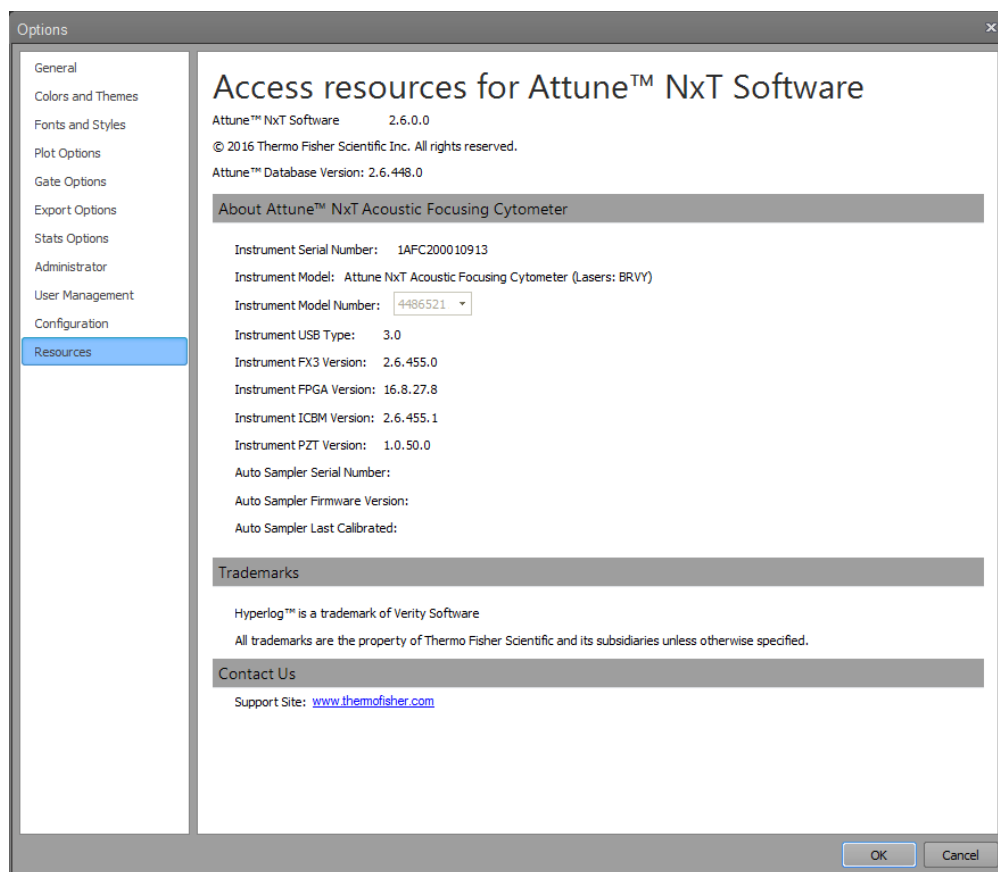 Options
General
Colors and Themes
Fonts and Styles
Plot Options
Gate Options
Export Options
Stats Options
Administrator
User Management
Configuration
Resources
Access resources for Attune™ NxT Software
Attune™ NxT Software 2.6.0.0
© 2016 Thermo Fisher Scientific Inc. All rights reserved.
Attune™ Database Version: 2.6.448.0
About Attune™ NxT Acoustic Focusing Cytometer
Instrument Serial Number: 1AFC200010913
Instrument Model: Attune NxT Acoustic Focusing Cytometer (Lasers: BRVY)
Instrument Model Number: 4486521
Instrument USB Type: 3.0
Instrument FX3 Version: 2.6.455.0
Instrument FPGA Version: 16.8.27.8
Instrument ICBM Version: 2.6.455.1
Instrument PZT Version: 1.0.50.0
Auto Sampler Serial Number:
Auto Sampler Firmware Version:
Auto Sampler Last Calibrated:
Trademarks
Hyperlog™ is a trademark of Verity Software
All trademarks are the property of Thermo Fisher Scientific and its subsidiaries unless otherwise specified.
Contact Us
Support Site: www.thermofisher.com
OK
Cancel